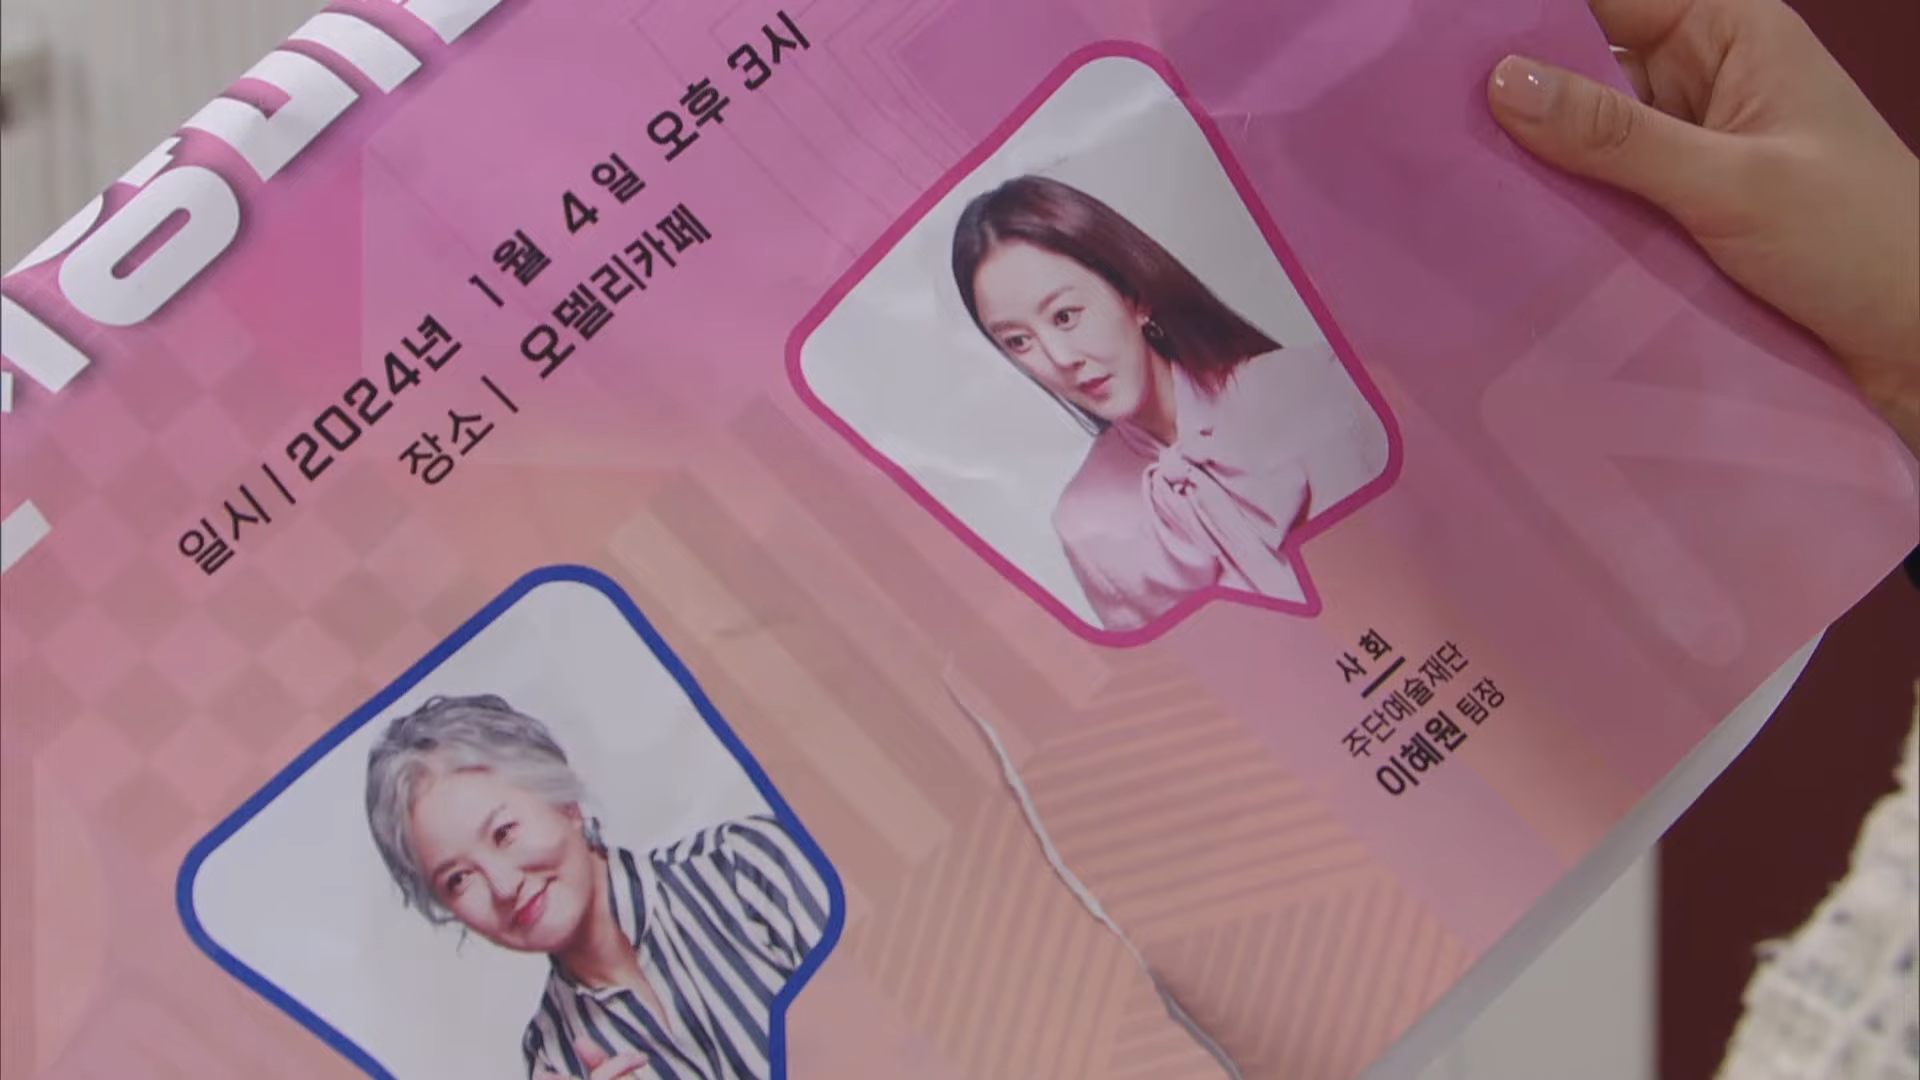 일시 | 2024년 1월 4일 오후 3시
장소 | 오델리카페
사회
주단예술재단
이혜원 팀장